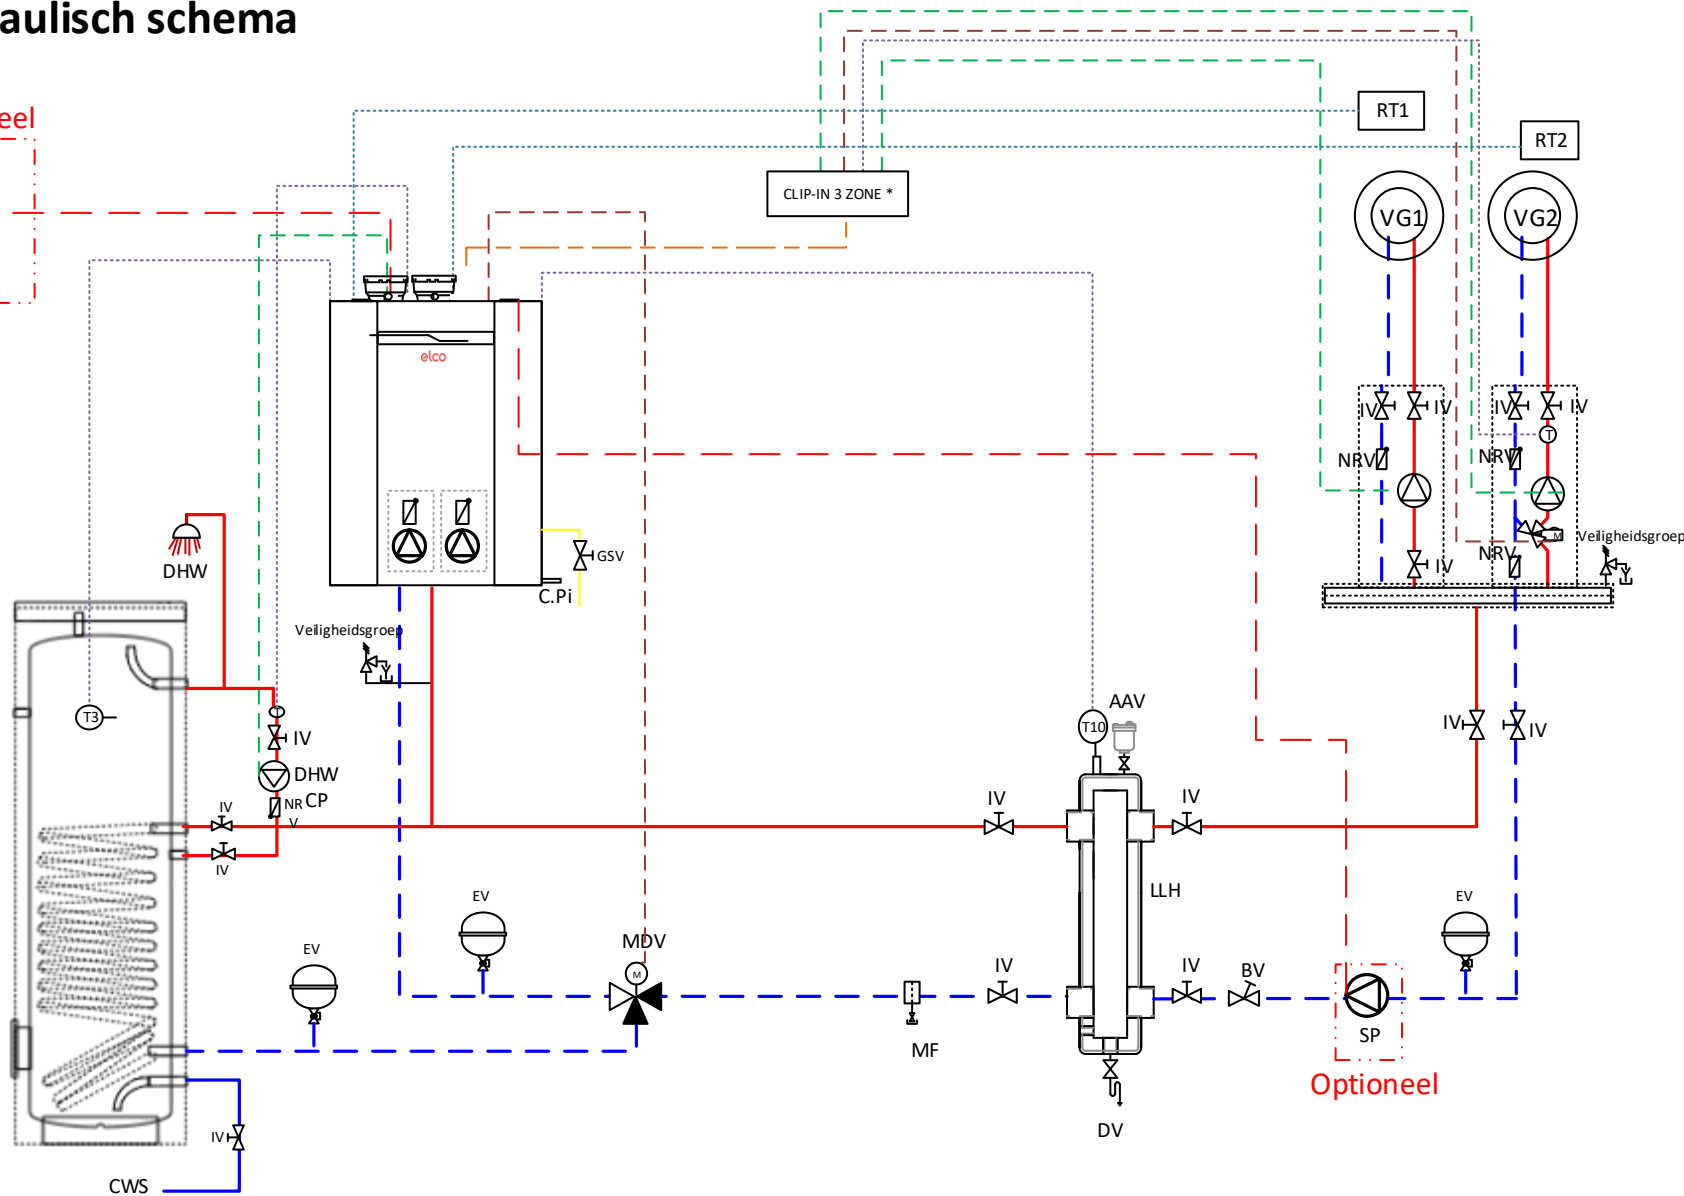 aulisch schema
eel
RT1
RT2
CLIP-IN 3 ZONE *
VG1
VG2
elco
IV
IV
IV
IV
T
NRV
NRV
M
Veiligheidsgroep
NRV
IV
GSV
DHW
C.Pi
Veiligheidsgroep
T3
AAV
T10
IV
IV
IV
DHW
CP
NR
V
IV
IV
IV
IV
LLH
EV
EV
EV
MDV
M
IV
IV
BV
MF
SP
Optioneel
DV
IV
CWS